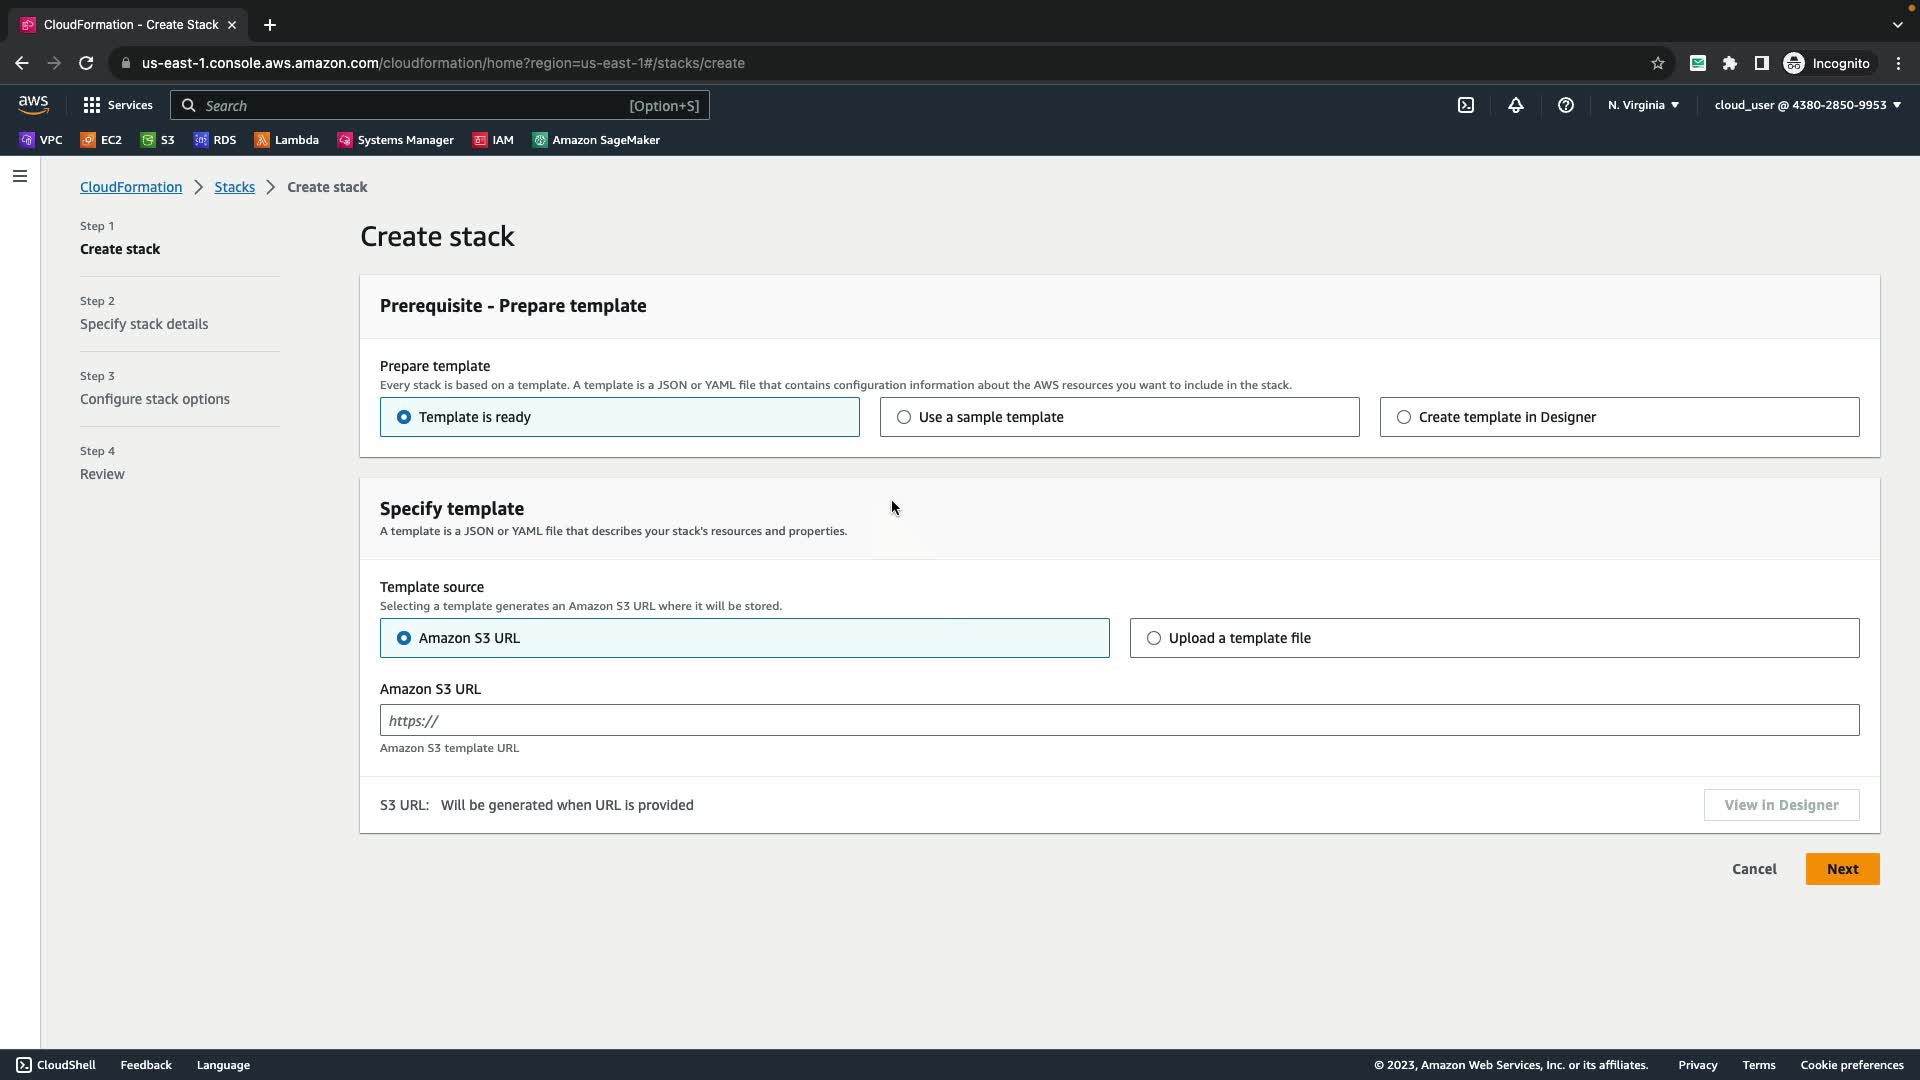 CloudFormation - Create Stack
us-east-1.console.aws.amazon.com/cloudformation/home?region=us-east-1#/stacks/create
Incognito
aws
Services
Search
[Option+S]
N. Virginia
cloud_user @ 4380-2850-9953
VPC
EC2
S3
RDS
Lambda
Systems Manager
IAM
Amazon SageMaker
CloudFormation
Stacks
Create stack
Step 1
Create stack
Step 2
Specify stack details
Step 3
Configure stack options
Step 4
Review
Create stack
Prerequisite - Prepare template
Prepare template
Every stack is based on a template. A template is a JSON or YAML file that contains configuration information about the AWS resources you want to include in the stack.
Template is ready
Use a sample template
Create template in Designer
Specify template
A template is a JSON or YAML file that describes your stack's resources and properties.
Template source
Selecting a template generates an Amazon S3 URL where it will be stored.
Amazon S3 URL
Upload a template file
Amazon S3 URL
https://
Amazon S3 template URL
S3 URL: Will be generated when URL is provided
View in Designer
Cancel
Next
CloudShell
Feedback
Language
© 2023, Amazon Web Services, Inc. or its affiliates.
Privacy
Terms
Cookie preferences